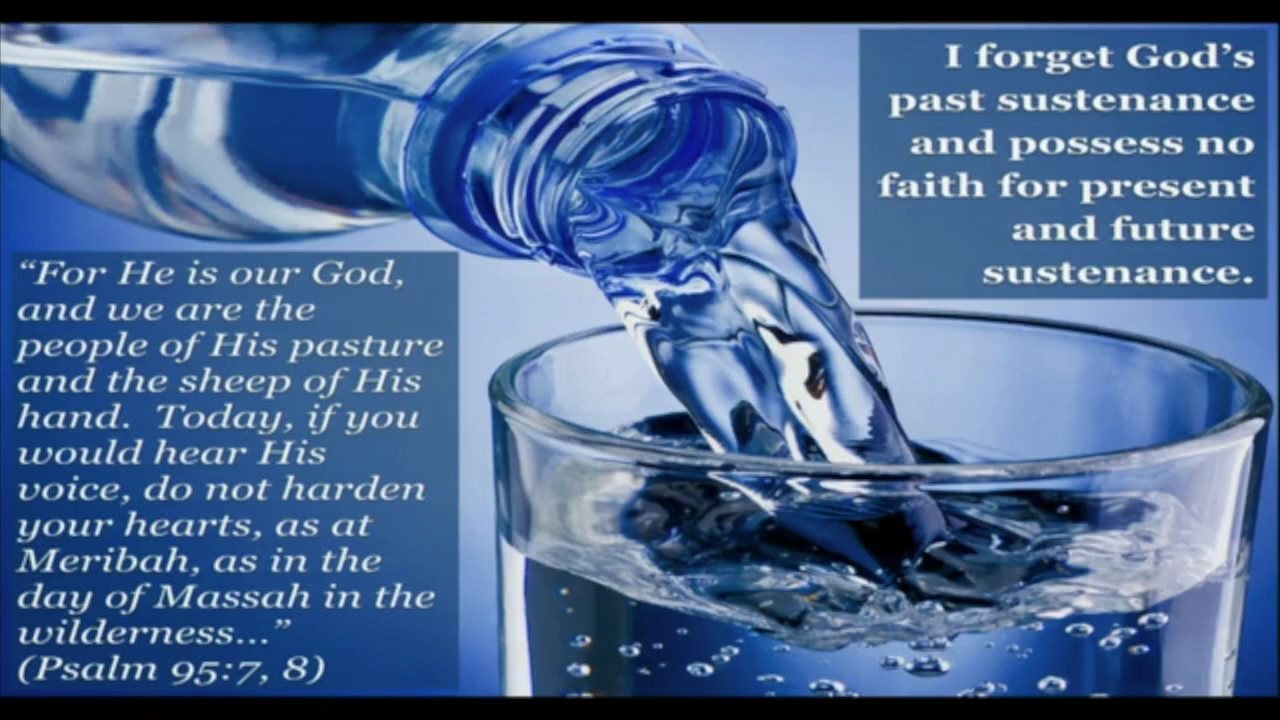 I forget God’s
past sustenance
and possess no
faith for present
and future
sustenance.
“For He is our God,
and we are the
people of His pasture
and the sheep of His
hand.  Today, if you
would hear His
voice, do not harden
your hearts, as at
Meribah, as in the
day of Massah in the
wilderness...”
(Psalm 95:7, 8)